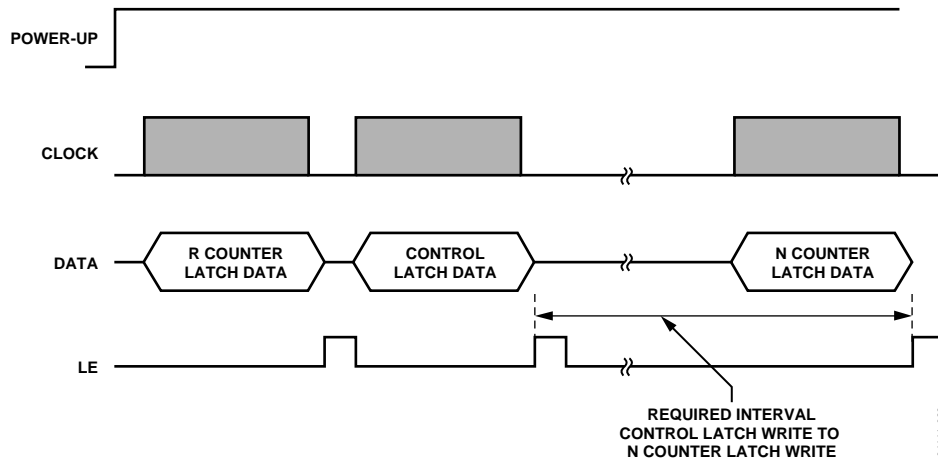 POWER-UP
CLOCK
DATA
R COUNTER
LATCH DATA
CONTROL
LATCH DATA
N COUNTER
LATCH DATA
LE
REQUIRED INTERVAL
CONTROL LATCH WRITE TO
N COUNTER LATCH WRITE